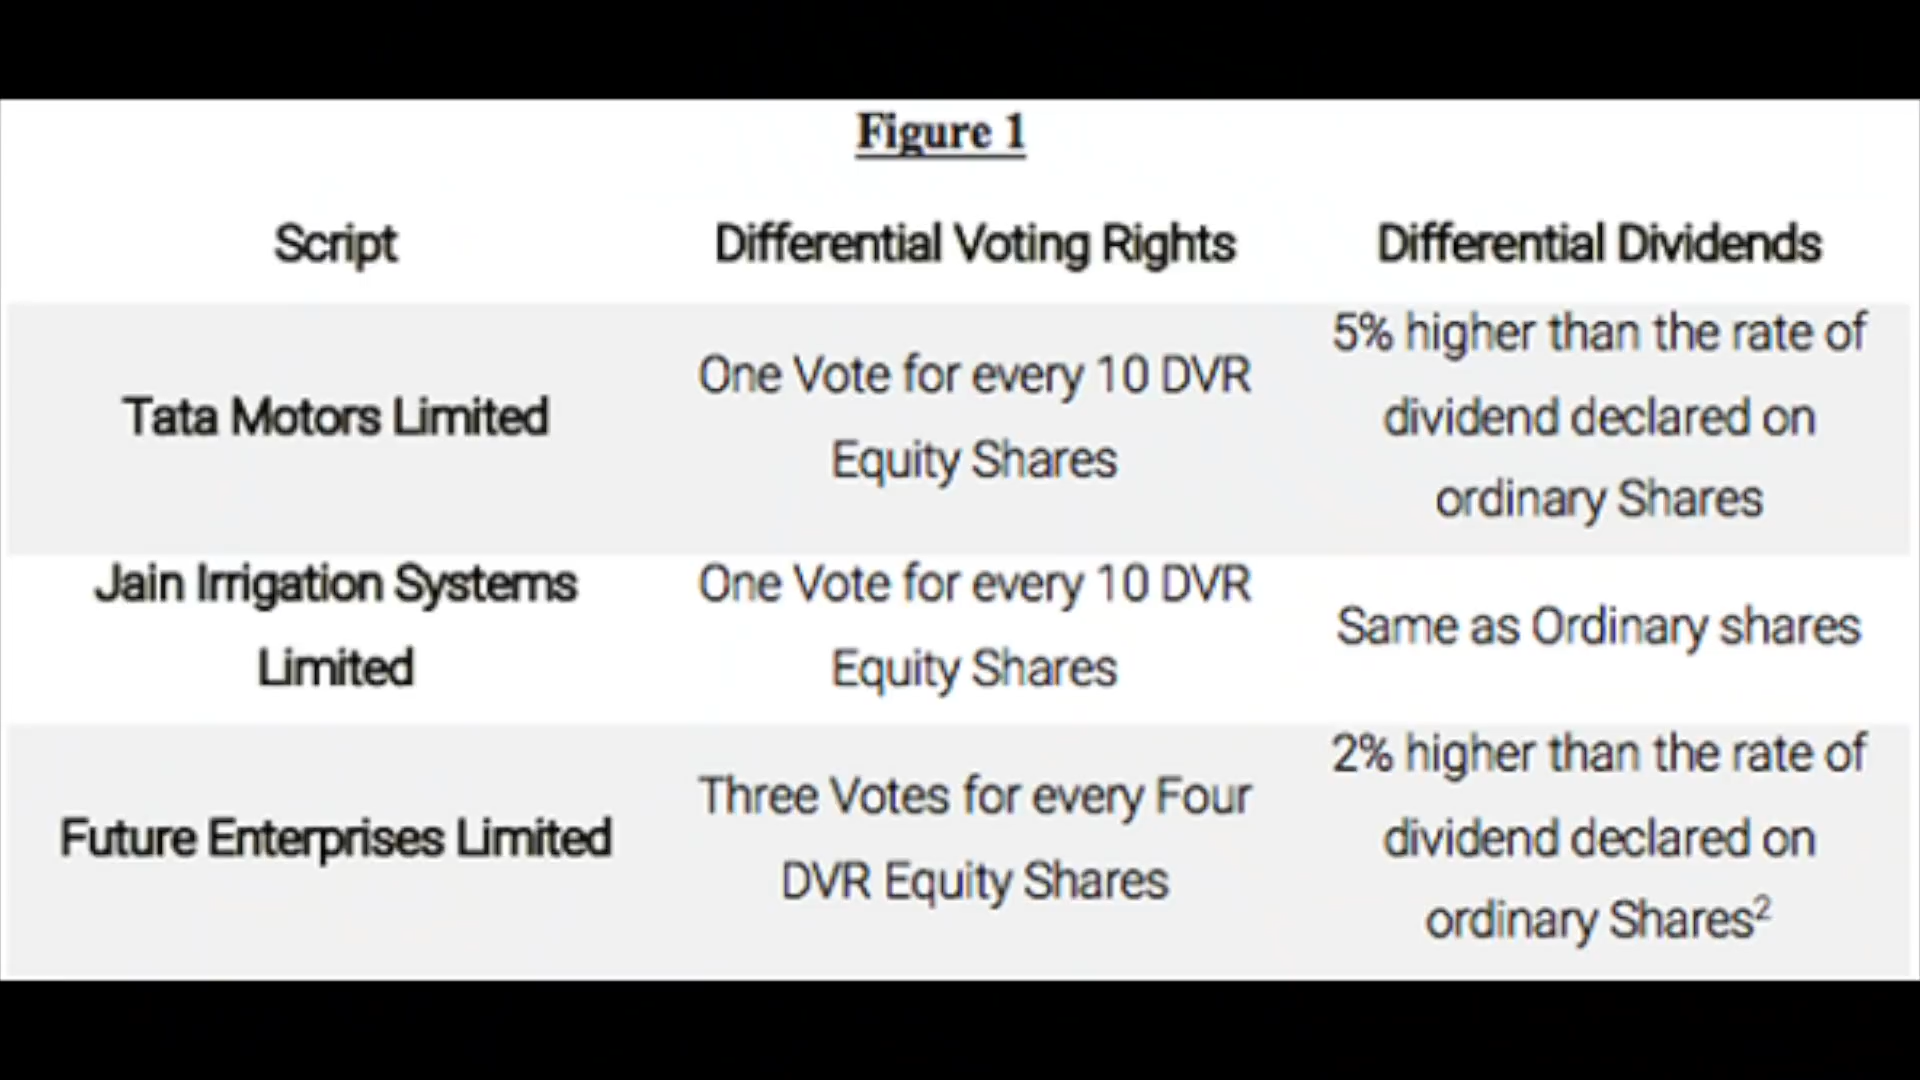 Figure 1
Script Differential Voting Rights Differential Dividends
Tata Motors Limited
One Vote for every 10 DVR
Equity Shares
5% higher than the rate of
dividend declared on
ordinary Shares
Jain Irrigation Systems
Limited
One Vote for every 10 DVR
Equity Shares
Same as Ordinary shares
Future Enterprises Limited
Three Votes for every Four
DVR Equity Shares
2% higher than the rate of
dividend declared on
ordinary Shares²